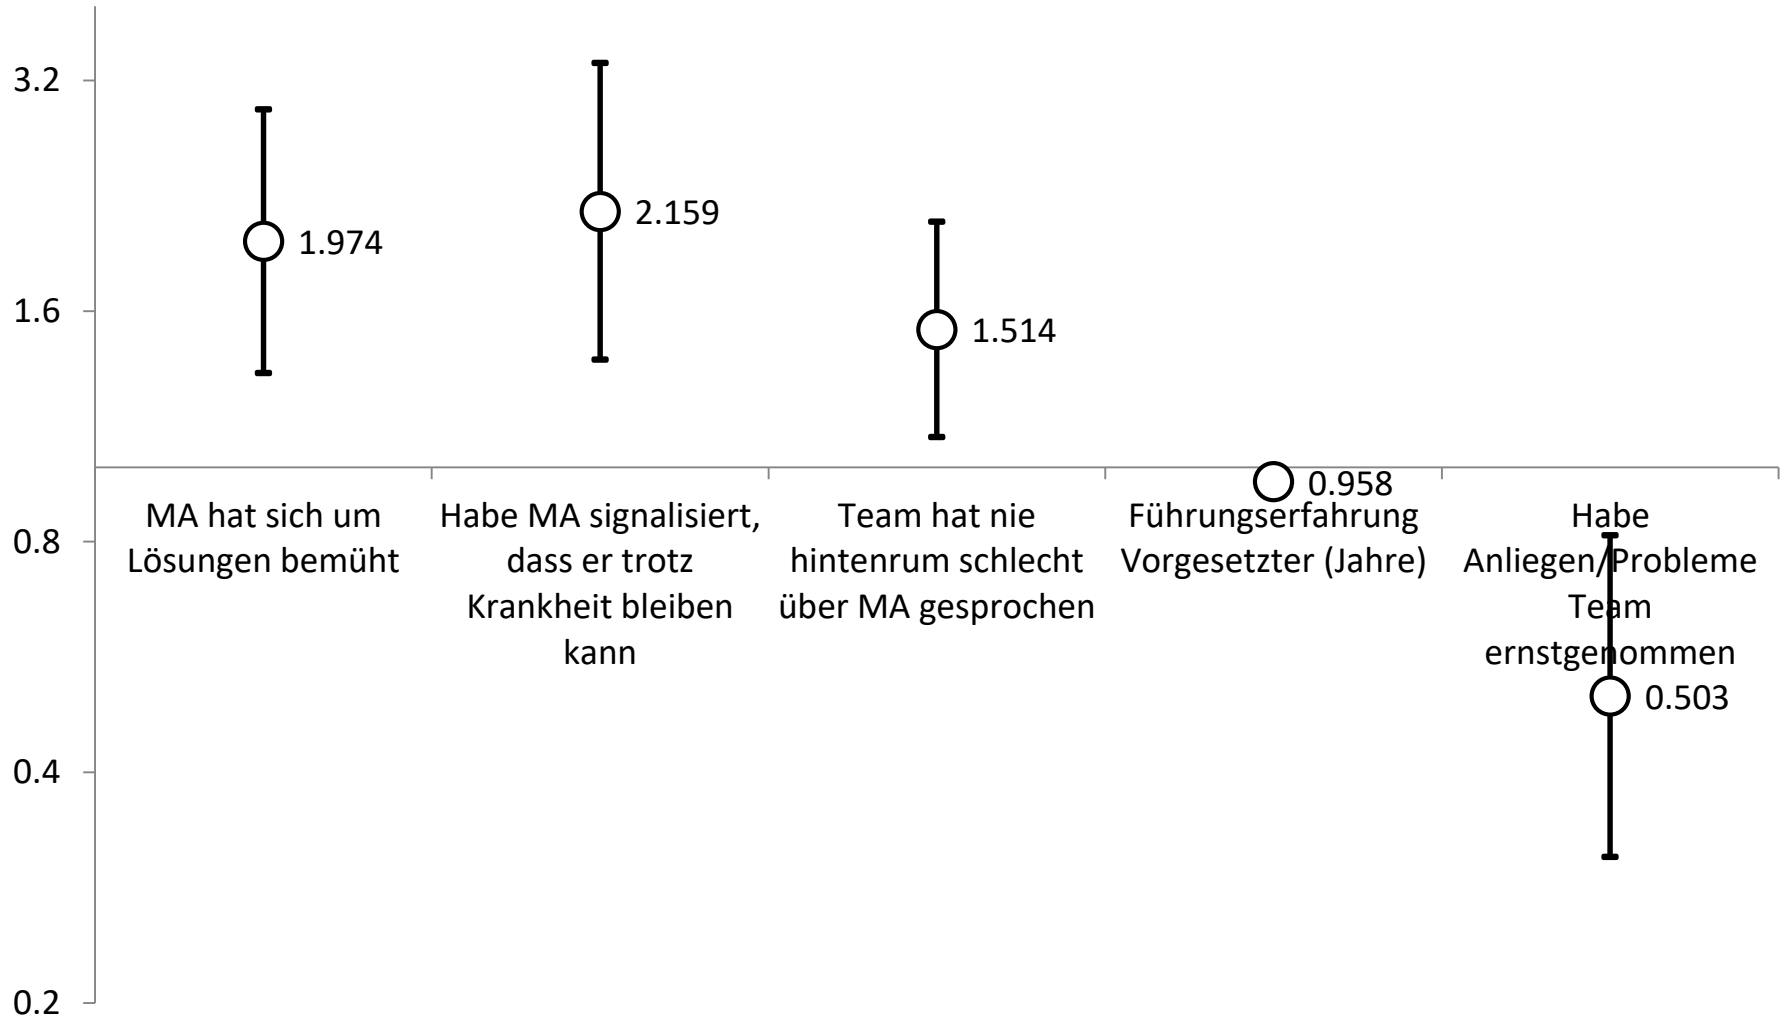 3.2
1.6
0.8
0.4
0.2
1.974
2.159
1.514
0.958
0.503
MA hat sich um
Lösungen bemüht
Habe MA signalisiert,
dass er trotz
Krankheit bleiben
kann
Team hat nie
hintenrum schlecht
über MA gesprochen
Führungserfahrung
Vorgesetzter (Jahre)
Habe
Anliegen/Probleme
Team
ernstgenommen